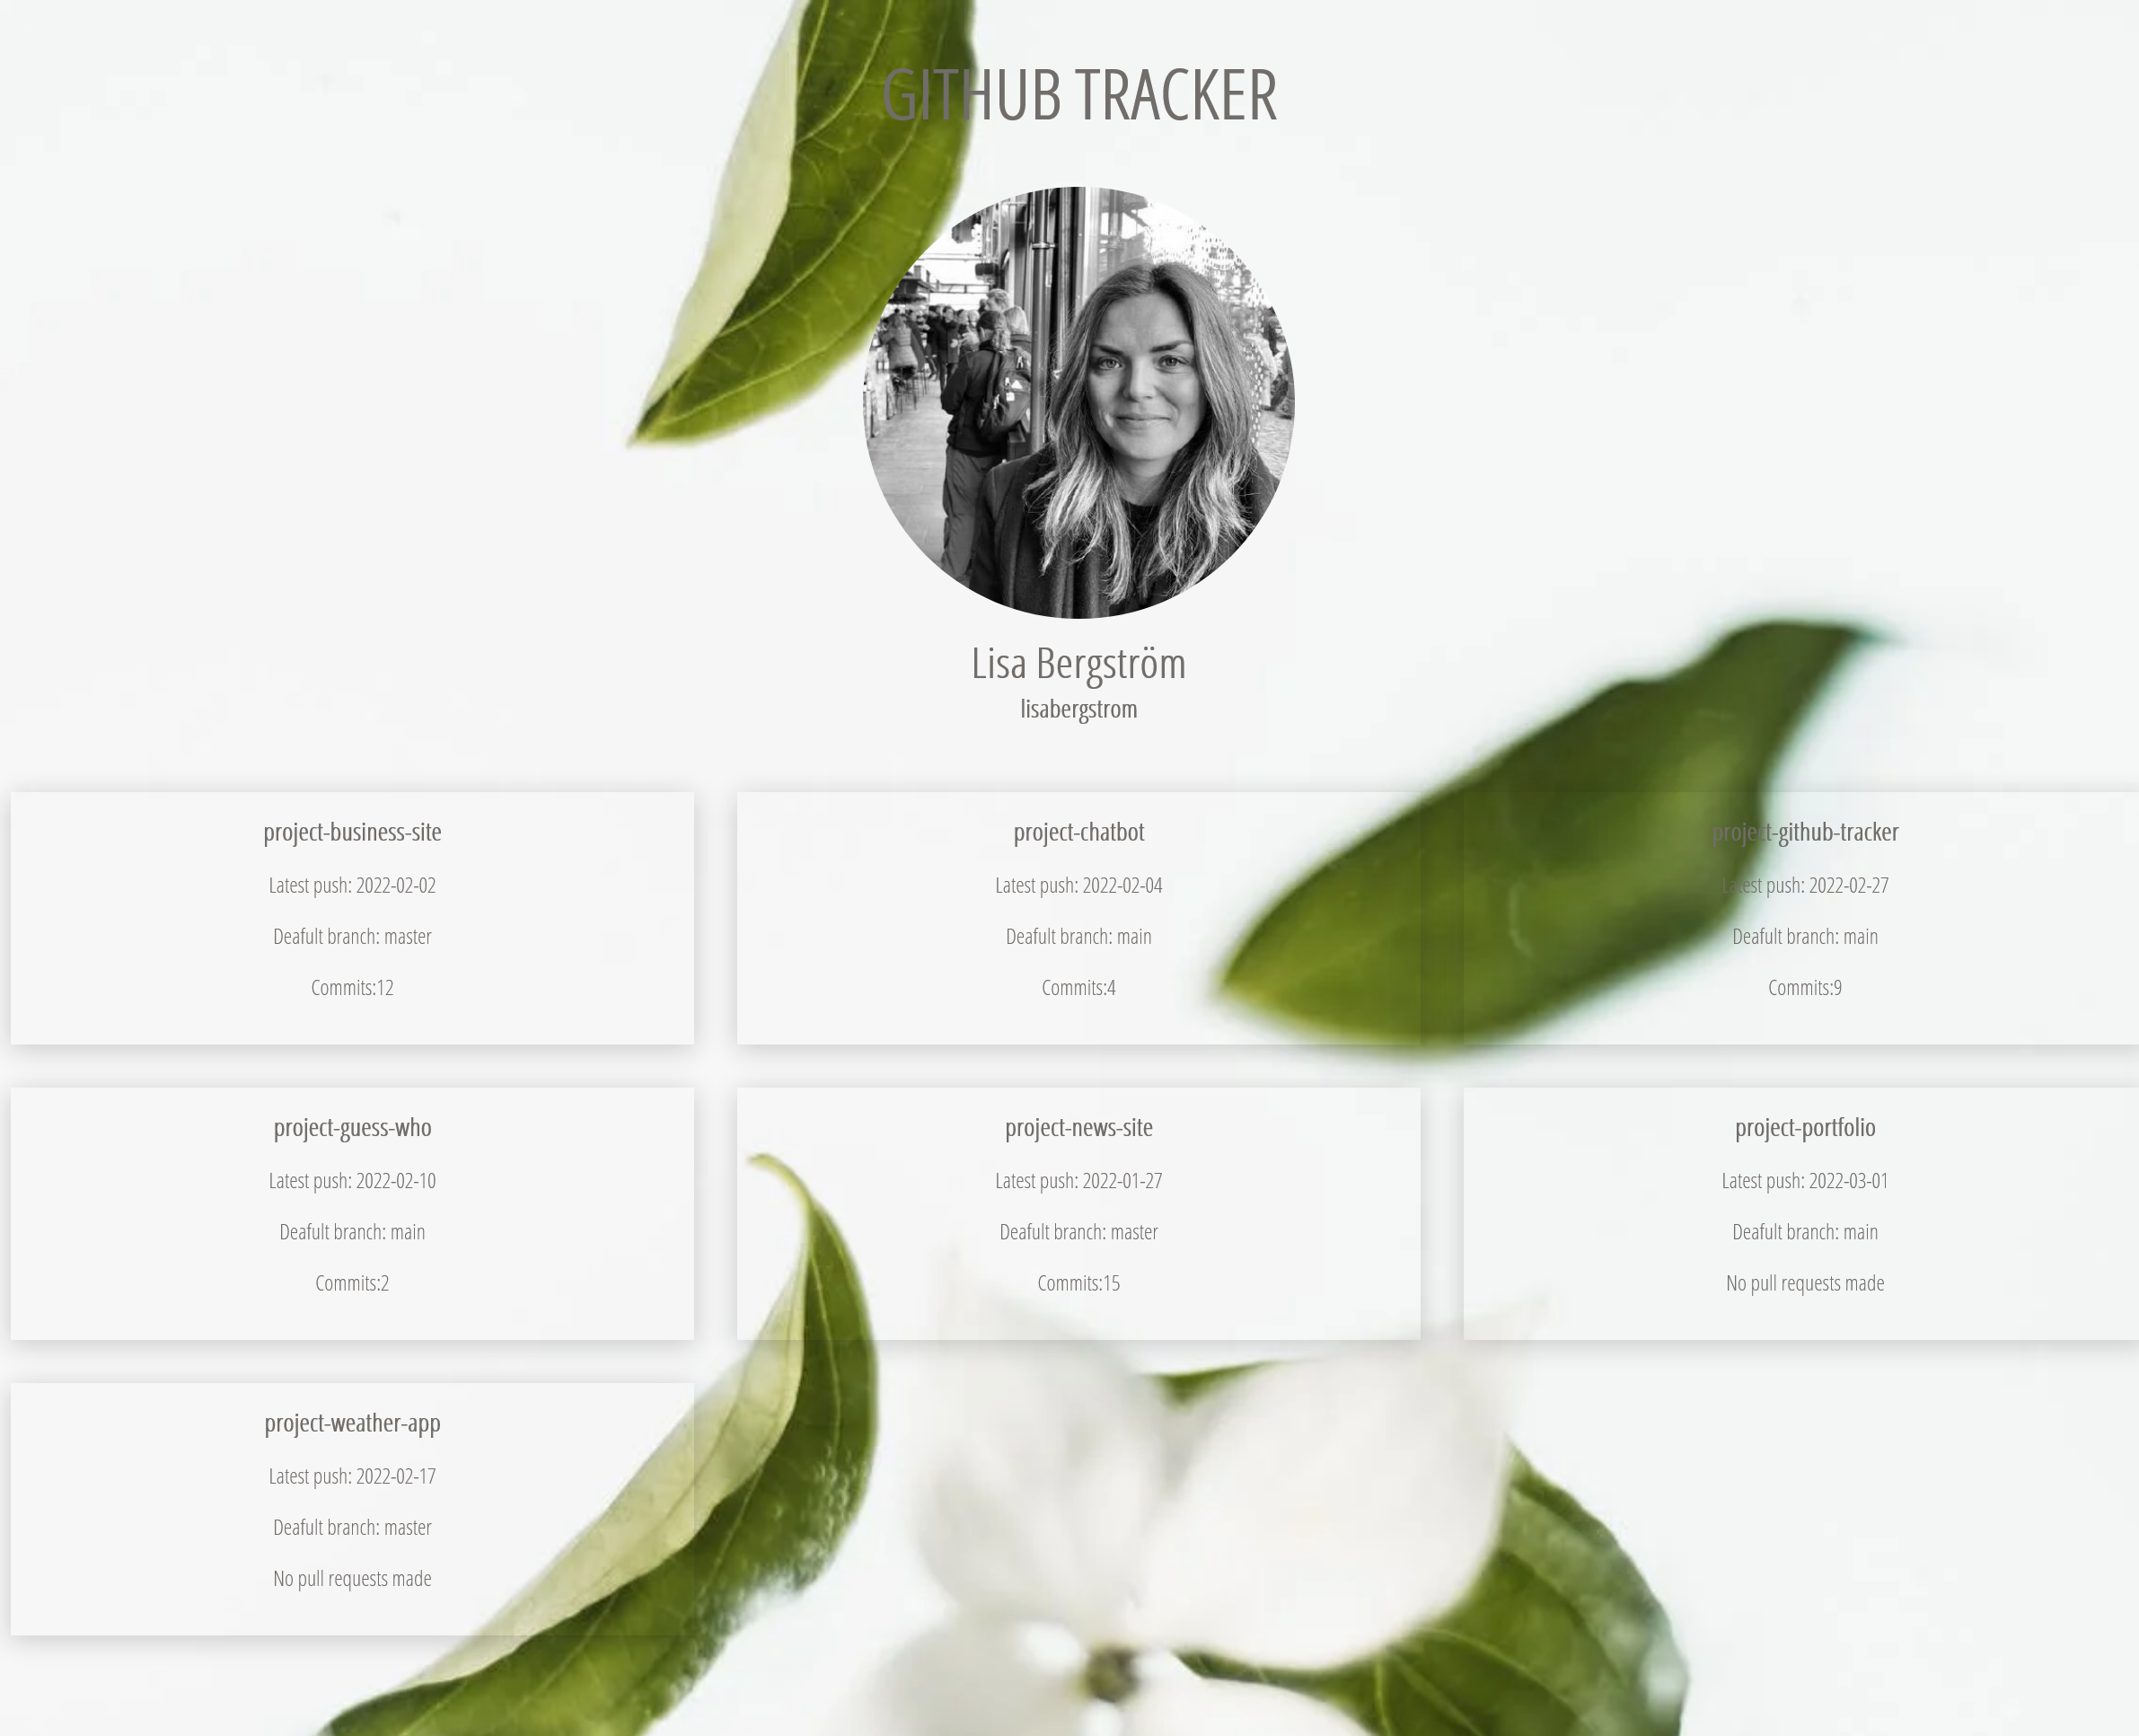 GITHUB TRACKER
Lisa Bergström
lisabergstrom
project-business-site
Latest push: 2022-02-02
Deafult branch: master
Commits:12
project-chatbot
Latest push: 2022-02-04
Deafult branch: main
Commits:4
project-github-tracker
Latest push: 2022-02-27
Deafult branch: main
Commits:9
project-guess-who
Latest push: 2022-02-10
Deafult branch: main
Commits:2
project-news-site
Latest push: 2022-01-27
Deafult branch: master
Commits:15
project-portfolio
Latest push: 2022-03-01
Deafult branch: main
No pull requests made
project-weather-app
Latest push: 2022-02-17
Deafult branch: master
No pull requests made